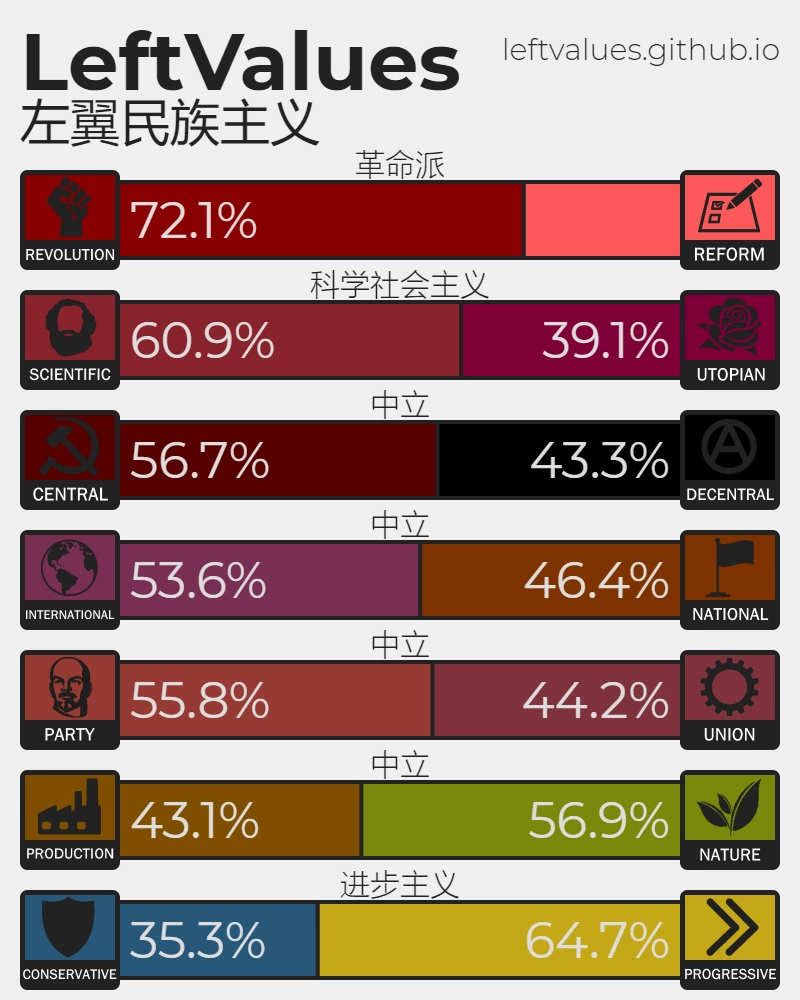 LeftValues
leftvalues.github.io
左翼民族主义
革命派
REVOLUTION
72.1%
REFORM
科学社会主义
SCIENTIFIC
60.9%
39.1%
UTOPIAN
中立
CENTRAL
56.7%
43.3%
DECENTRAL
中立
INTERNATIONAL
53.6%
46.4%
NATIONAL
中立
PARTY
55.8%
44.2%
UNION
中立
PRODUCTION
43.1%
56.9%
NATURE
进步主义
CONSERVATIVE
35.3%
64.7%
PROGRESSIVE